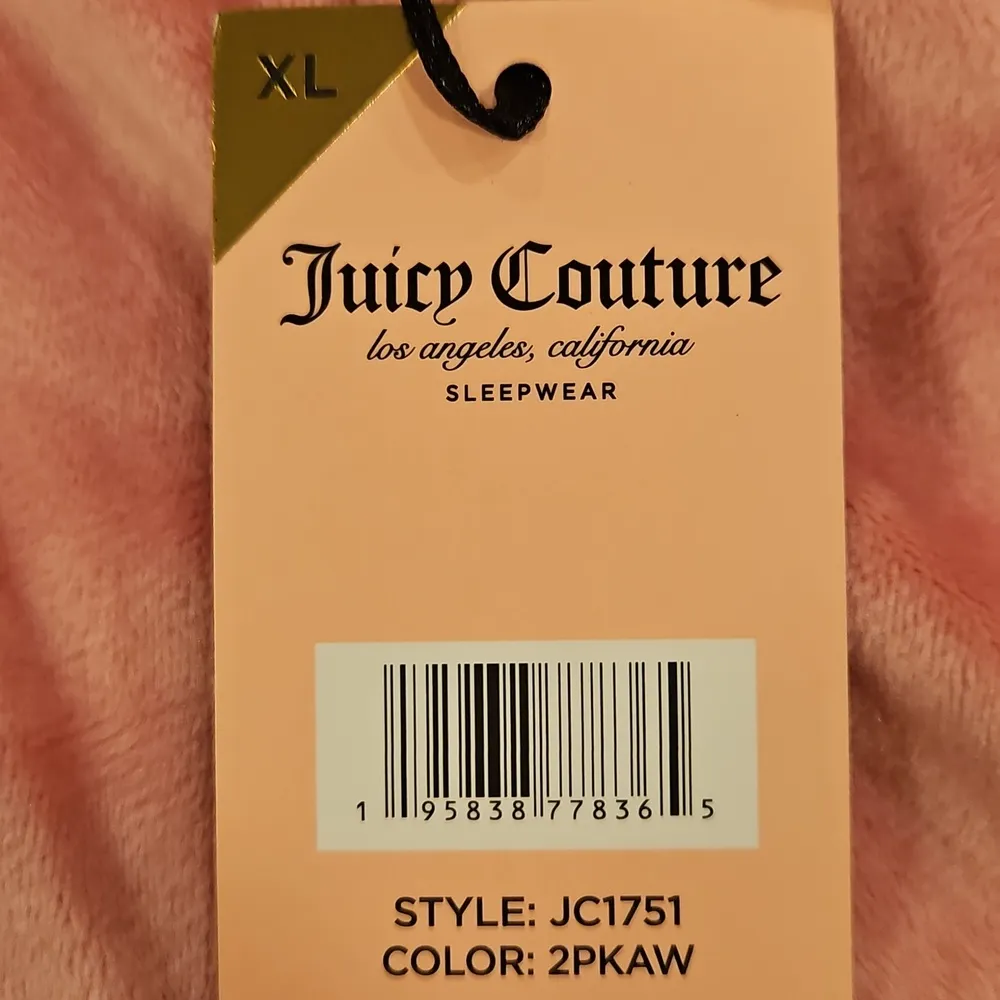 XL
Juicy Couture
los angeles, california
SLEEPWEAR
1 95838 77836 5
STYLE: JC1751
COLOR: 2PKAW